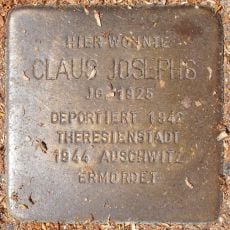 HIER WOHNTE
CLAUS JOSEPHS
JG. 1925
DEPORTIERT 1942
THERESIENSTADT
1944 AUSCHWITZ
ERMORDET